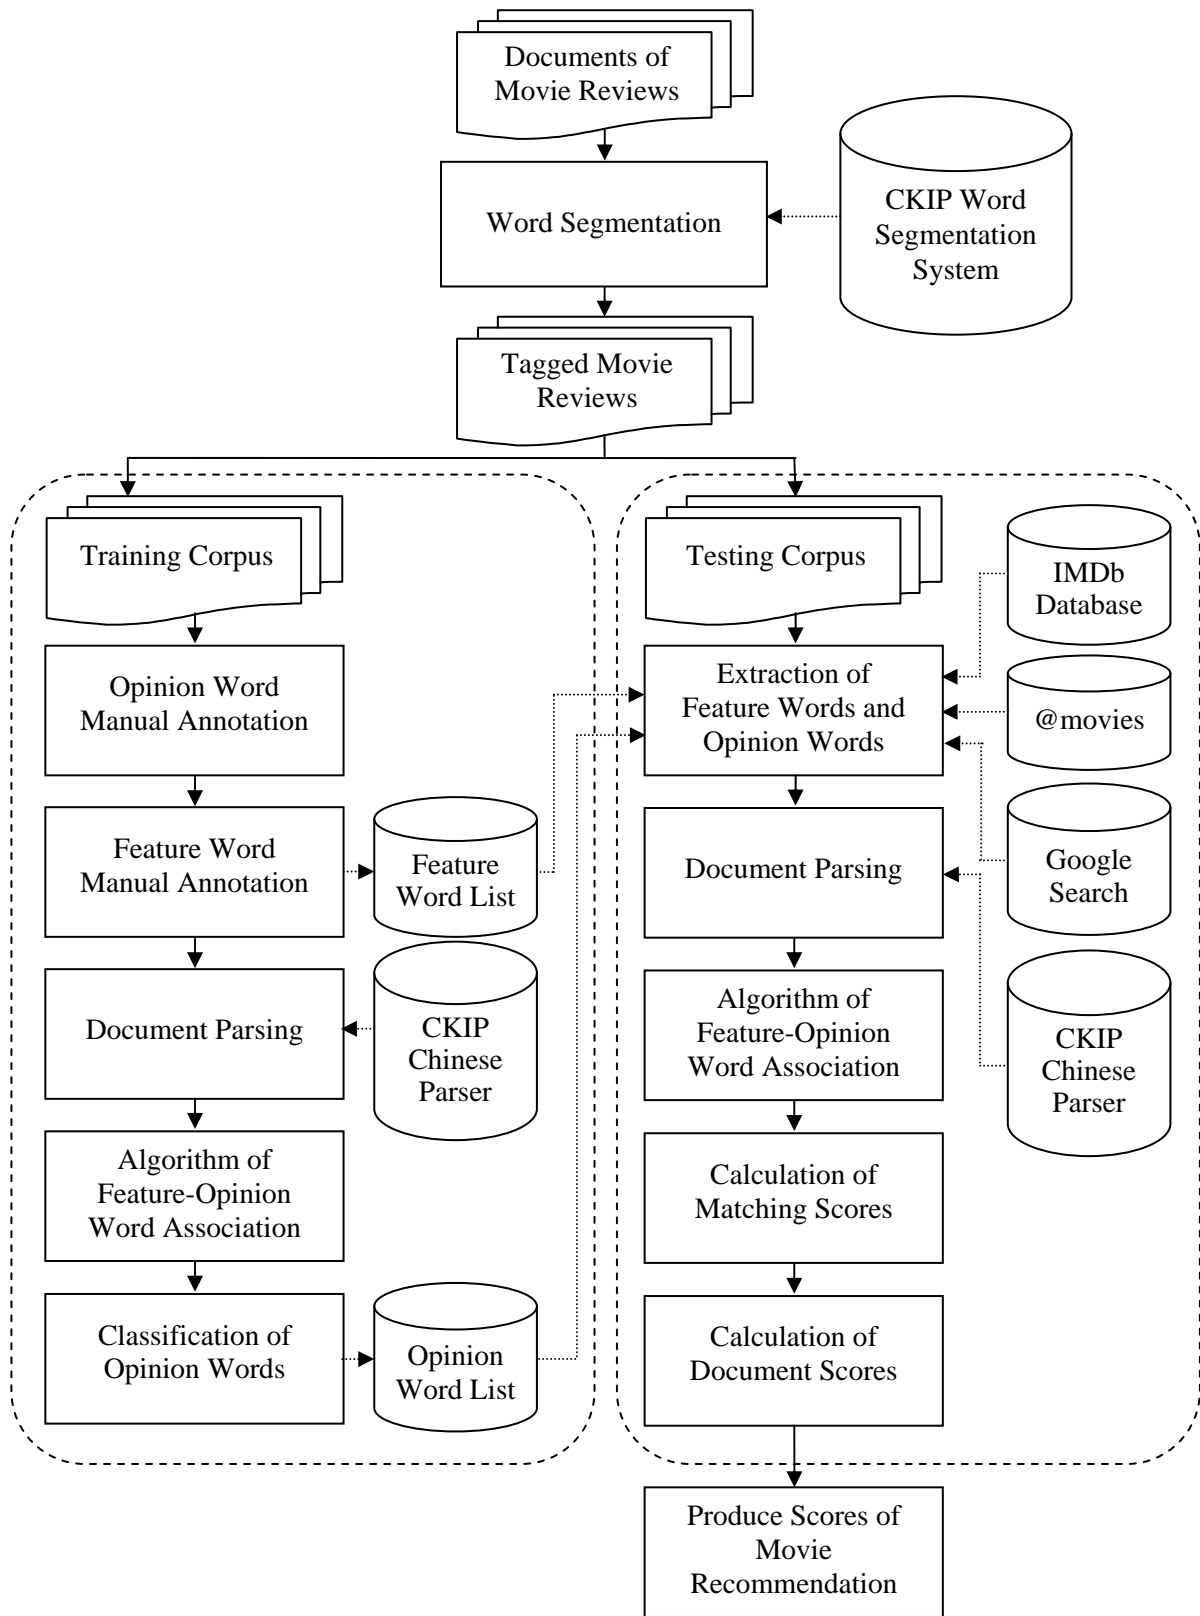 Documents of
Movie Reviews
Word Segmentation
CKIP Word
Segmentation
System
Tagged Movie
Reviews
Training Corpus
Opinion Word
Manual Annotation
Feature Word
Manual Annotation
Feature
Word List
Document Parsing
CKIP
Chinese
Parser
Algorithm of
Feature-Opinion
Word Association
Classification of
Opinion Words
Opinion
Word List
Testing Corpus
IMDb
Database
Extraction of
Feature Words and
Opinion Words
@movies
Google
Search
Document Parsing
CKIP
Chinese
Parser
Algorithm of
Feature-Opinion
Word Association
Calculation of
Matching Scores
Calculation of
Document Scores
Produce Scores of
Movie
Recommendation